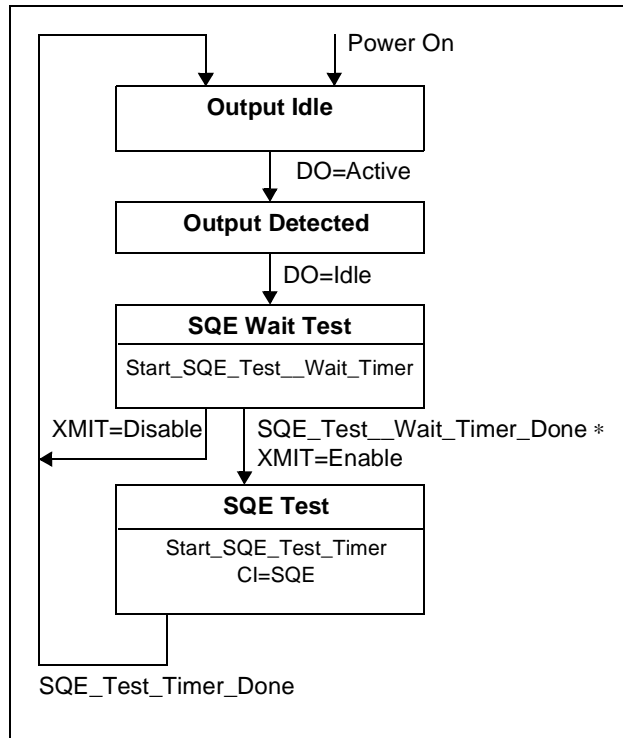 Power On
Output Idle
DO=Active
Output Detected
DO=Idle
SQE Wait Test
Start_SQE_Test__Wait_Timer
XMIT=Disable
SQE_Test__Wait_Timer_Done *
XMIT=Enable
SQE Test
Start_SQE_Test_Timer
CI=SQE
SQE_Test_Timer_Done